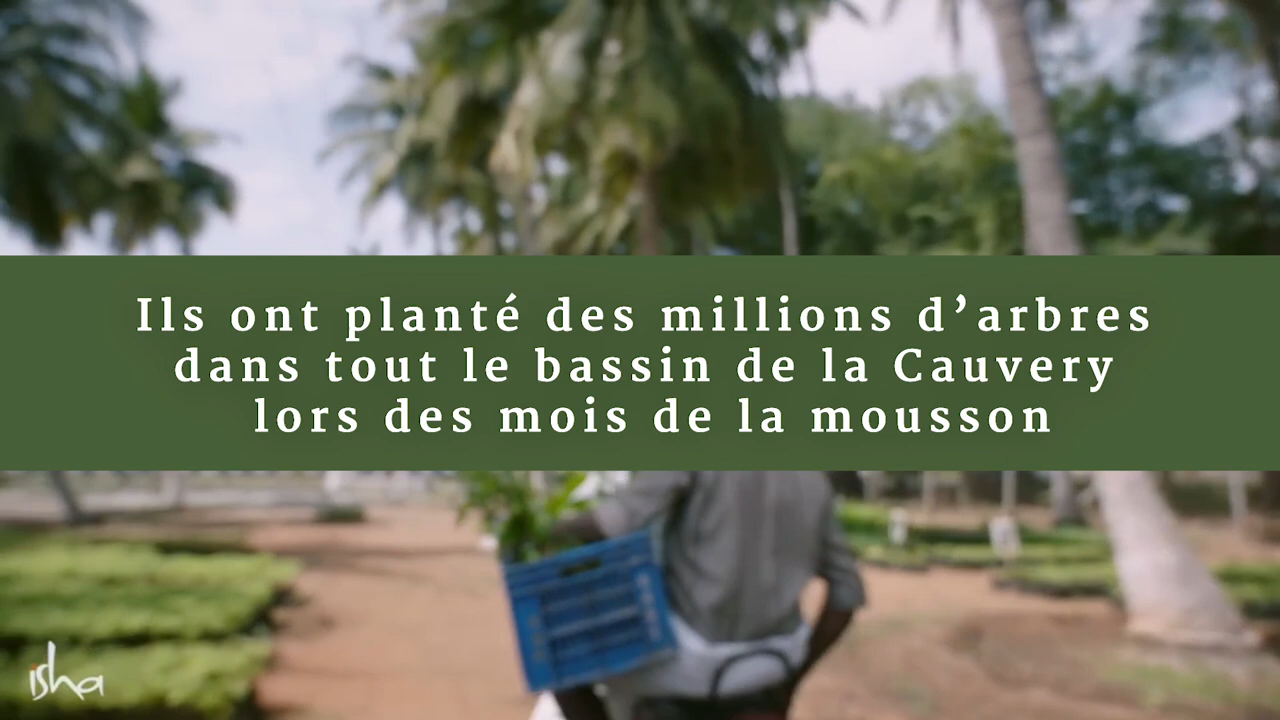 Ils ont planté des millions d’arbres
dans tout le bassin de la Cauvery
lors des mois de la mousson
isha